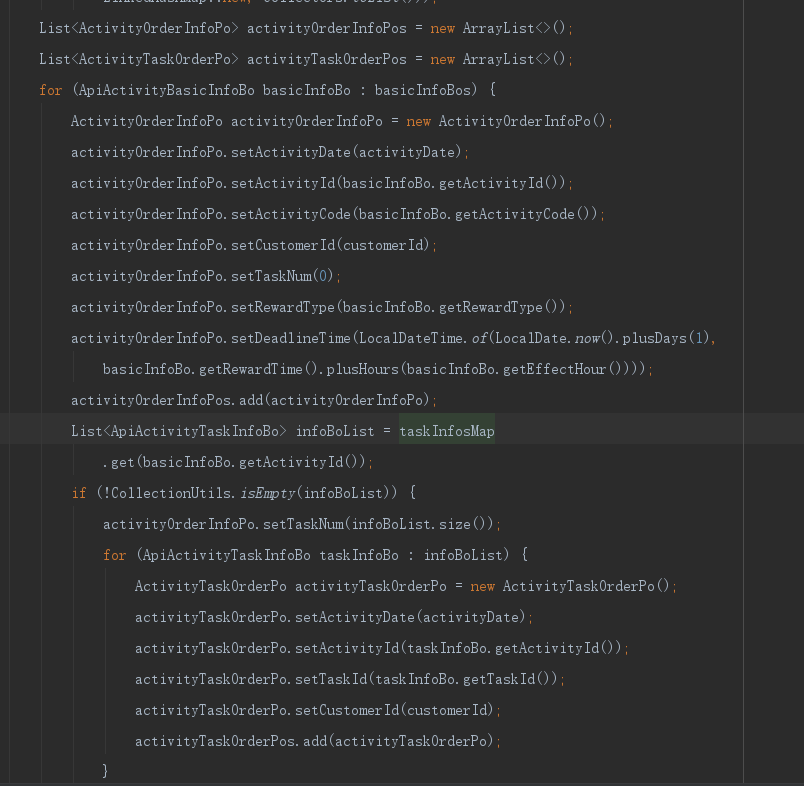 List<ActivityOrderInfoPo> activityOrderInfoPos = new ArrayList<>();
List<ActivityTaskOrderPo> activityTaskOrderPos = new ArrayList<>();
for (ApiActivityBasicInfoBo basicInfoBo : basicInfoBos) {
ActivityOrderInfoPo activityOrderInfoPo = new ActivityOrderInfoPo();
activityOrderInfoPo.setActivityDate(activityDate);
activityOrderInfoPo.setActivityId(basicInfoBo.getActivityId());
activityOrderInfoPo.setActivityCode(basicInfoBo.getActivityCode());
activityOrderInfoPo.setCustomerId(customerId);
activityOrderInfoPo.setTaskNum(0);
activityOrderInfoPo.setRewardType(basicInfoBo.getRewardType());
activityOrderInfoPo.setDeadlineTime(LocalDateTime.of(LocalDate.now().plusDays(1),
basicInfoBo.getRewardTime().plusHours(basicInfoBo.getEffectHour())));
activityOrderInfoPos.add(activityOrderInfoPo);
List<ApiActivityTaskInfoBo> infoBoList = taskInfosMap
.get(basicInfoBo.getActivityId());
if (!CollectionUtils.isEmpty(infoBoList)) {
activityOrderInfoPo.setTaskNum(infoBoList.size());
for (ApiActivityTaskInfoBo taskInfoBo : infoBoList) {
ActivityTaskOrderPo activityTaskOrderPo = new ActivityTaskOrderPo();
activityTaskOrderPo.setActivityDate(activityDate);
activityTaskOrderPo.setActivityId(taskInfoBo.getActivityId());
activityTaskOrderPo.setTaskId(taskInfoBo.getTaskId());
activityTaskOrderPo.setCustomerId(customerId);
activityTaskOrderPos.add(activityTaskOrderPo);
}